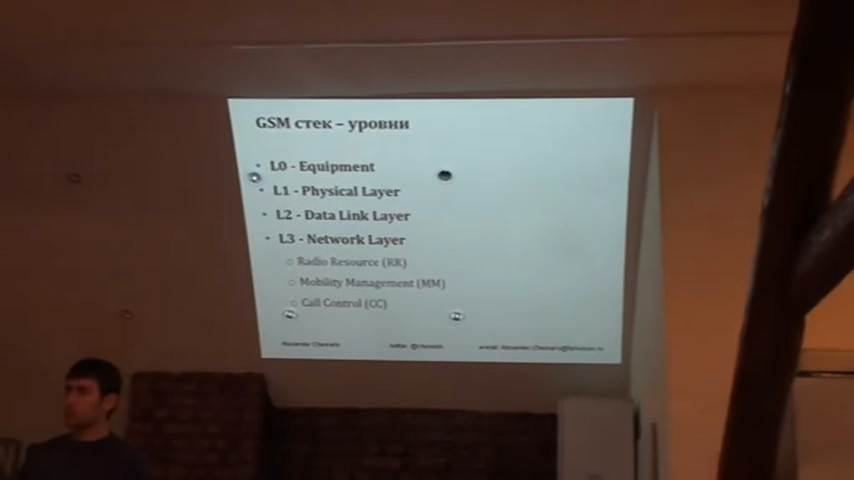 GSM стек – уровни
• L0 - Equipment
• L1 - Physical Layer
• L2 - Data Link Layer
• L3 - Network Layer
○ Radio Resource (RR)
○ Mobility Management (MM)
○ Call Control (CC)